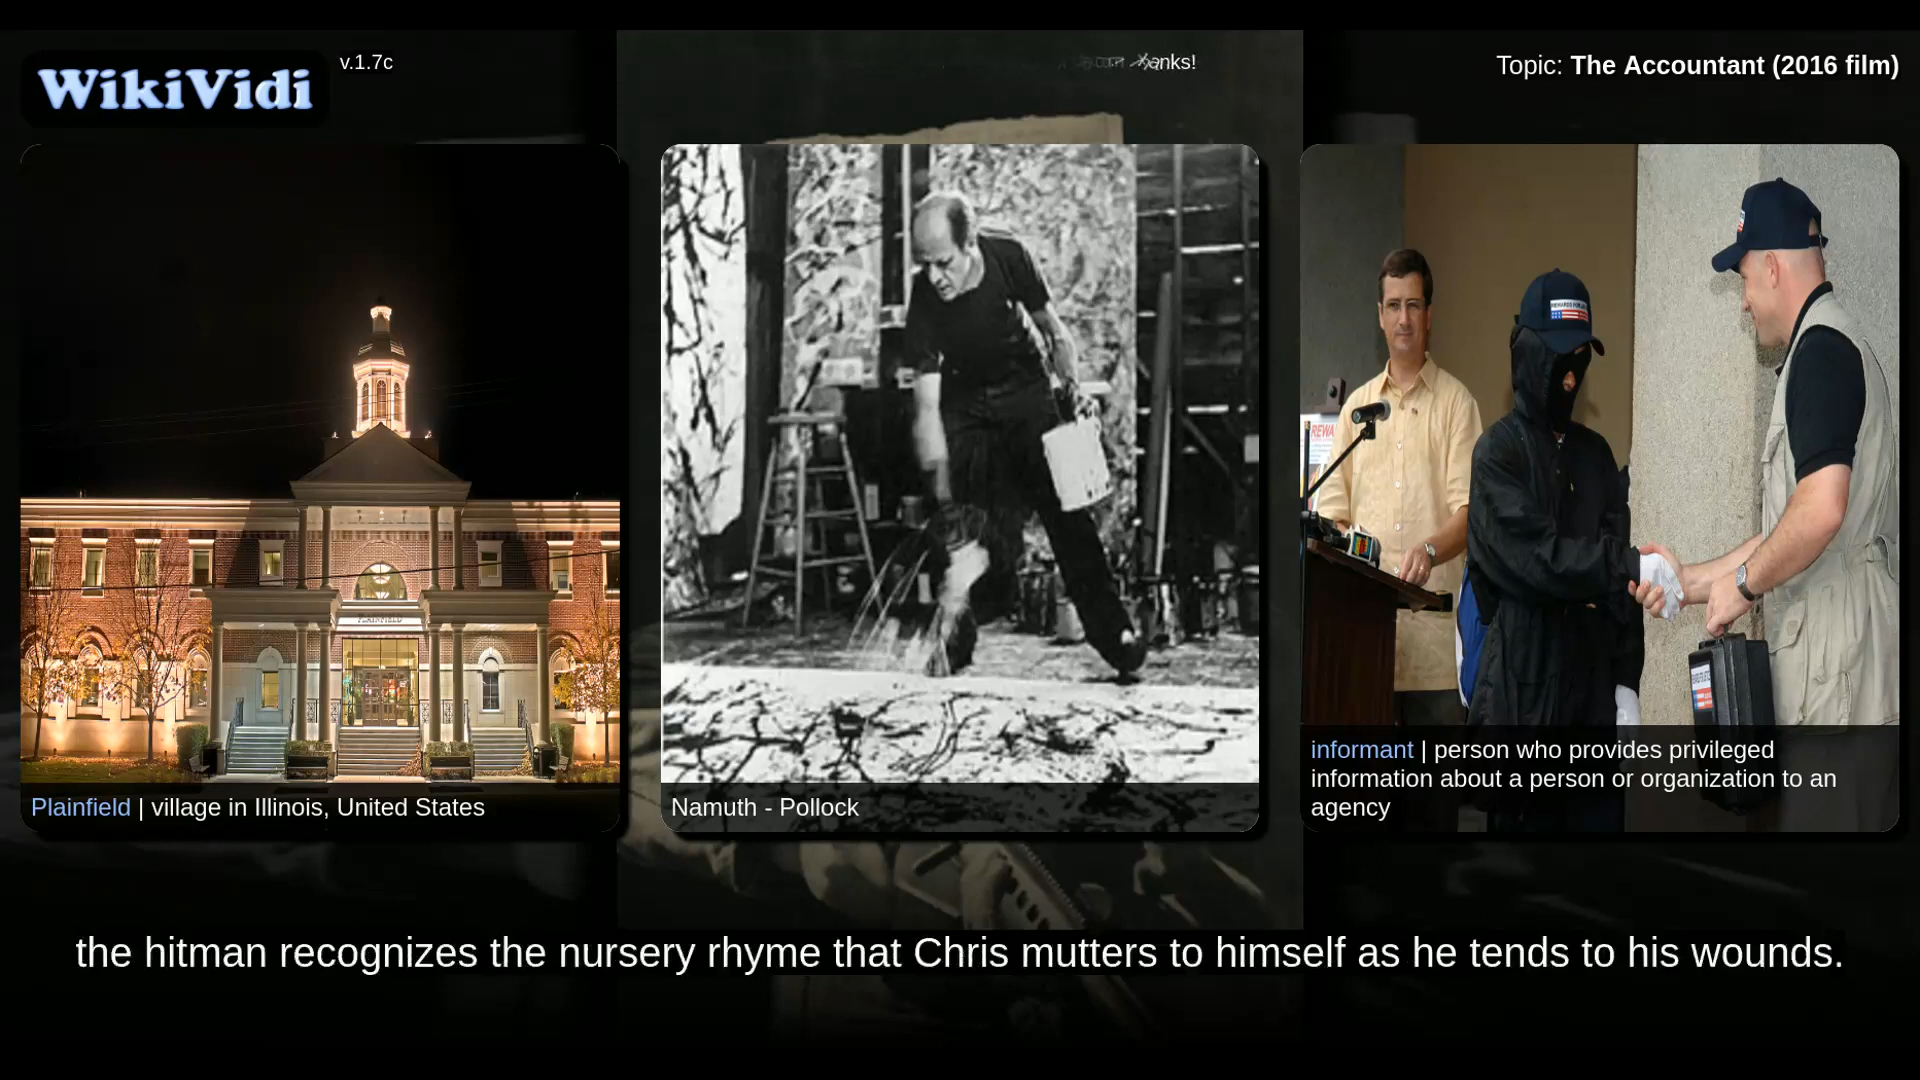 WikiVidi
v.1.7c
anks!
Topic: The Accountant (2016 film)
PLAINFIELD
REWA
Plainfield | village in Illinois, United States
Namuth - Pollock
informant | person who provides privileged
information about a person or organization to an
agency
the hitman recognizes the nursery rhyme that Chris mutters to himself as he tends to his wounds.